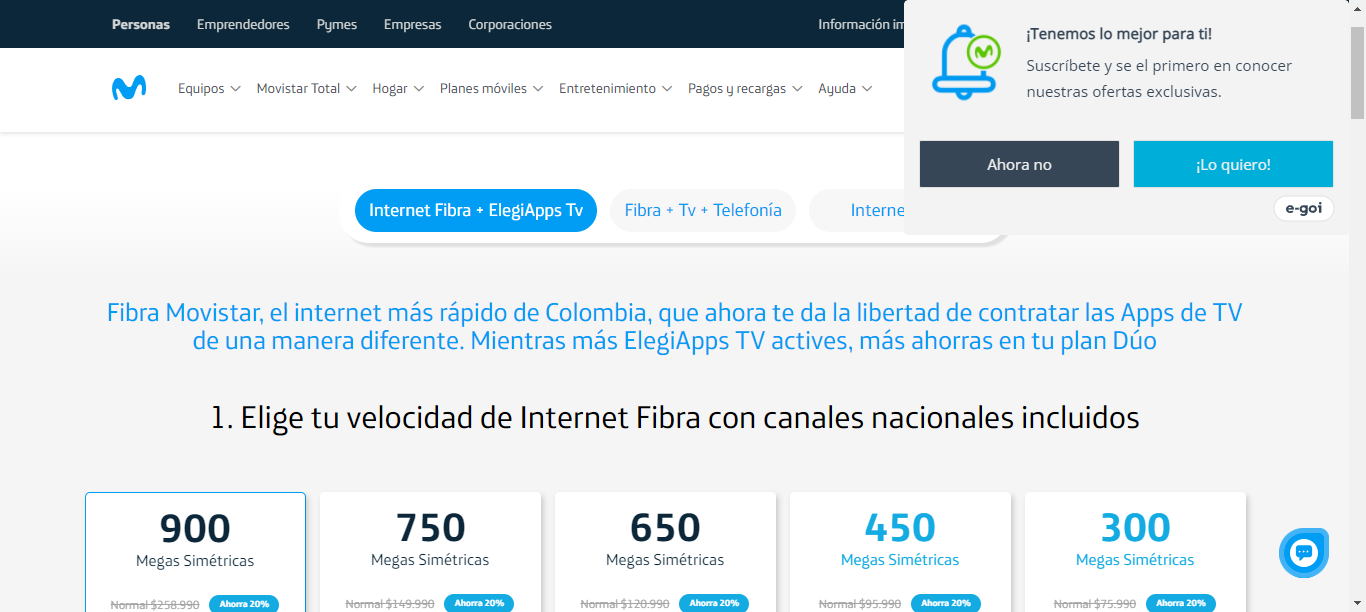 Personas Emprendedores Pymes Empresas Corporaciones Información
¡Tenemos lo mejor para ti!
Suscríbete y se el primero en conocer
nuestras ofertas exclusivas.
Ahora no ¡Lo quiero!
e-goi
Equipos Movistar Total Hogar Planes móviles Entretenimiento Pagos y recargas Ayuda
Internet Fibra + ElegiApps Tv Fibra + Tv + Telefonía Interne
Fibra Movistar, el internet más rápido de Colombia, que ahora te da la libertad de contratar las Apps de TV
de una manera diferente. Mientras más ElegiApps TV actives, más ahorras en tu plan Dúo
1. Elige tu velocidad de Internet Fibra con canales nacionales incluidos
900
Megas Simétricas
Normal $258.990 Ahorra 20%
750
Megas Simétricas
Normal $149.990 Ahorra 20%
650
Megas Simétricas
Normal $120.990 Ahorra 20%
450
Megas Simétricas
Normal $95.990 Ahorra 20%
300
Megas Simétricas
Normal $75.990 Ahorra 20%